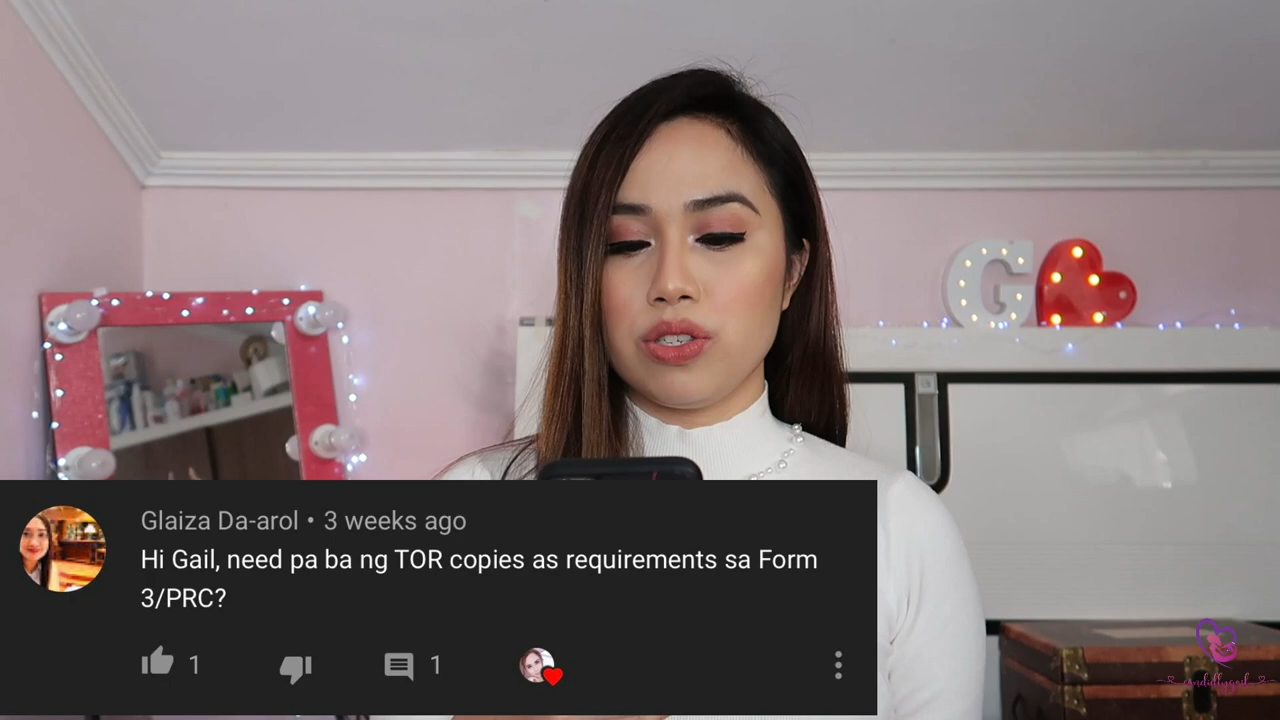 G
Glaiza Da-arol • 3 weeks ago
Hi Gail, need pa ba ng TOR copies as requirements sa Form
3/PRC?
1
1
candidlygail